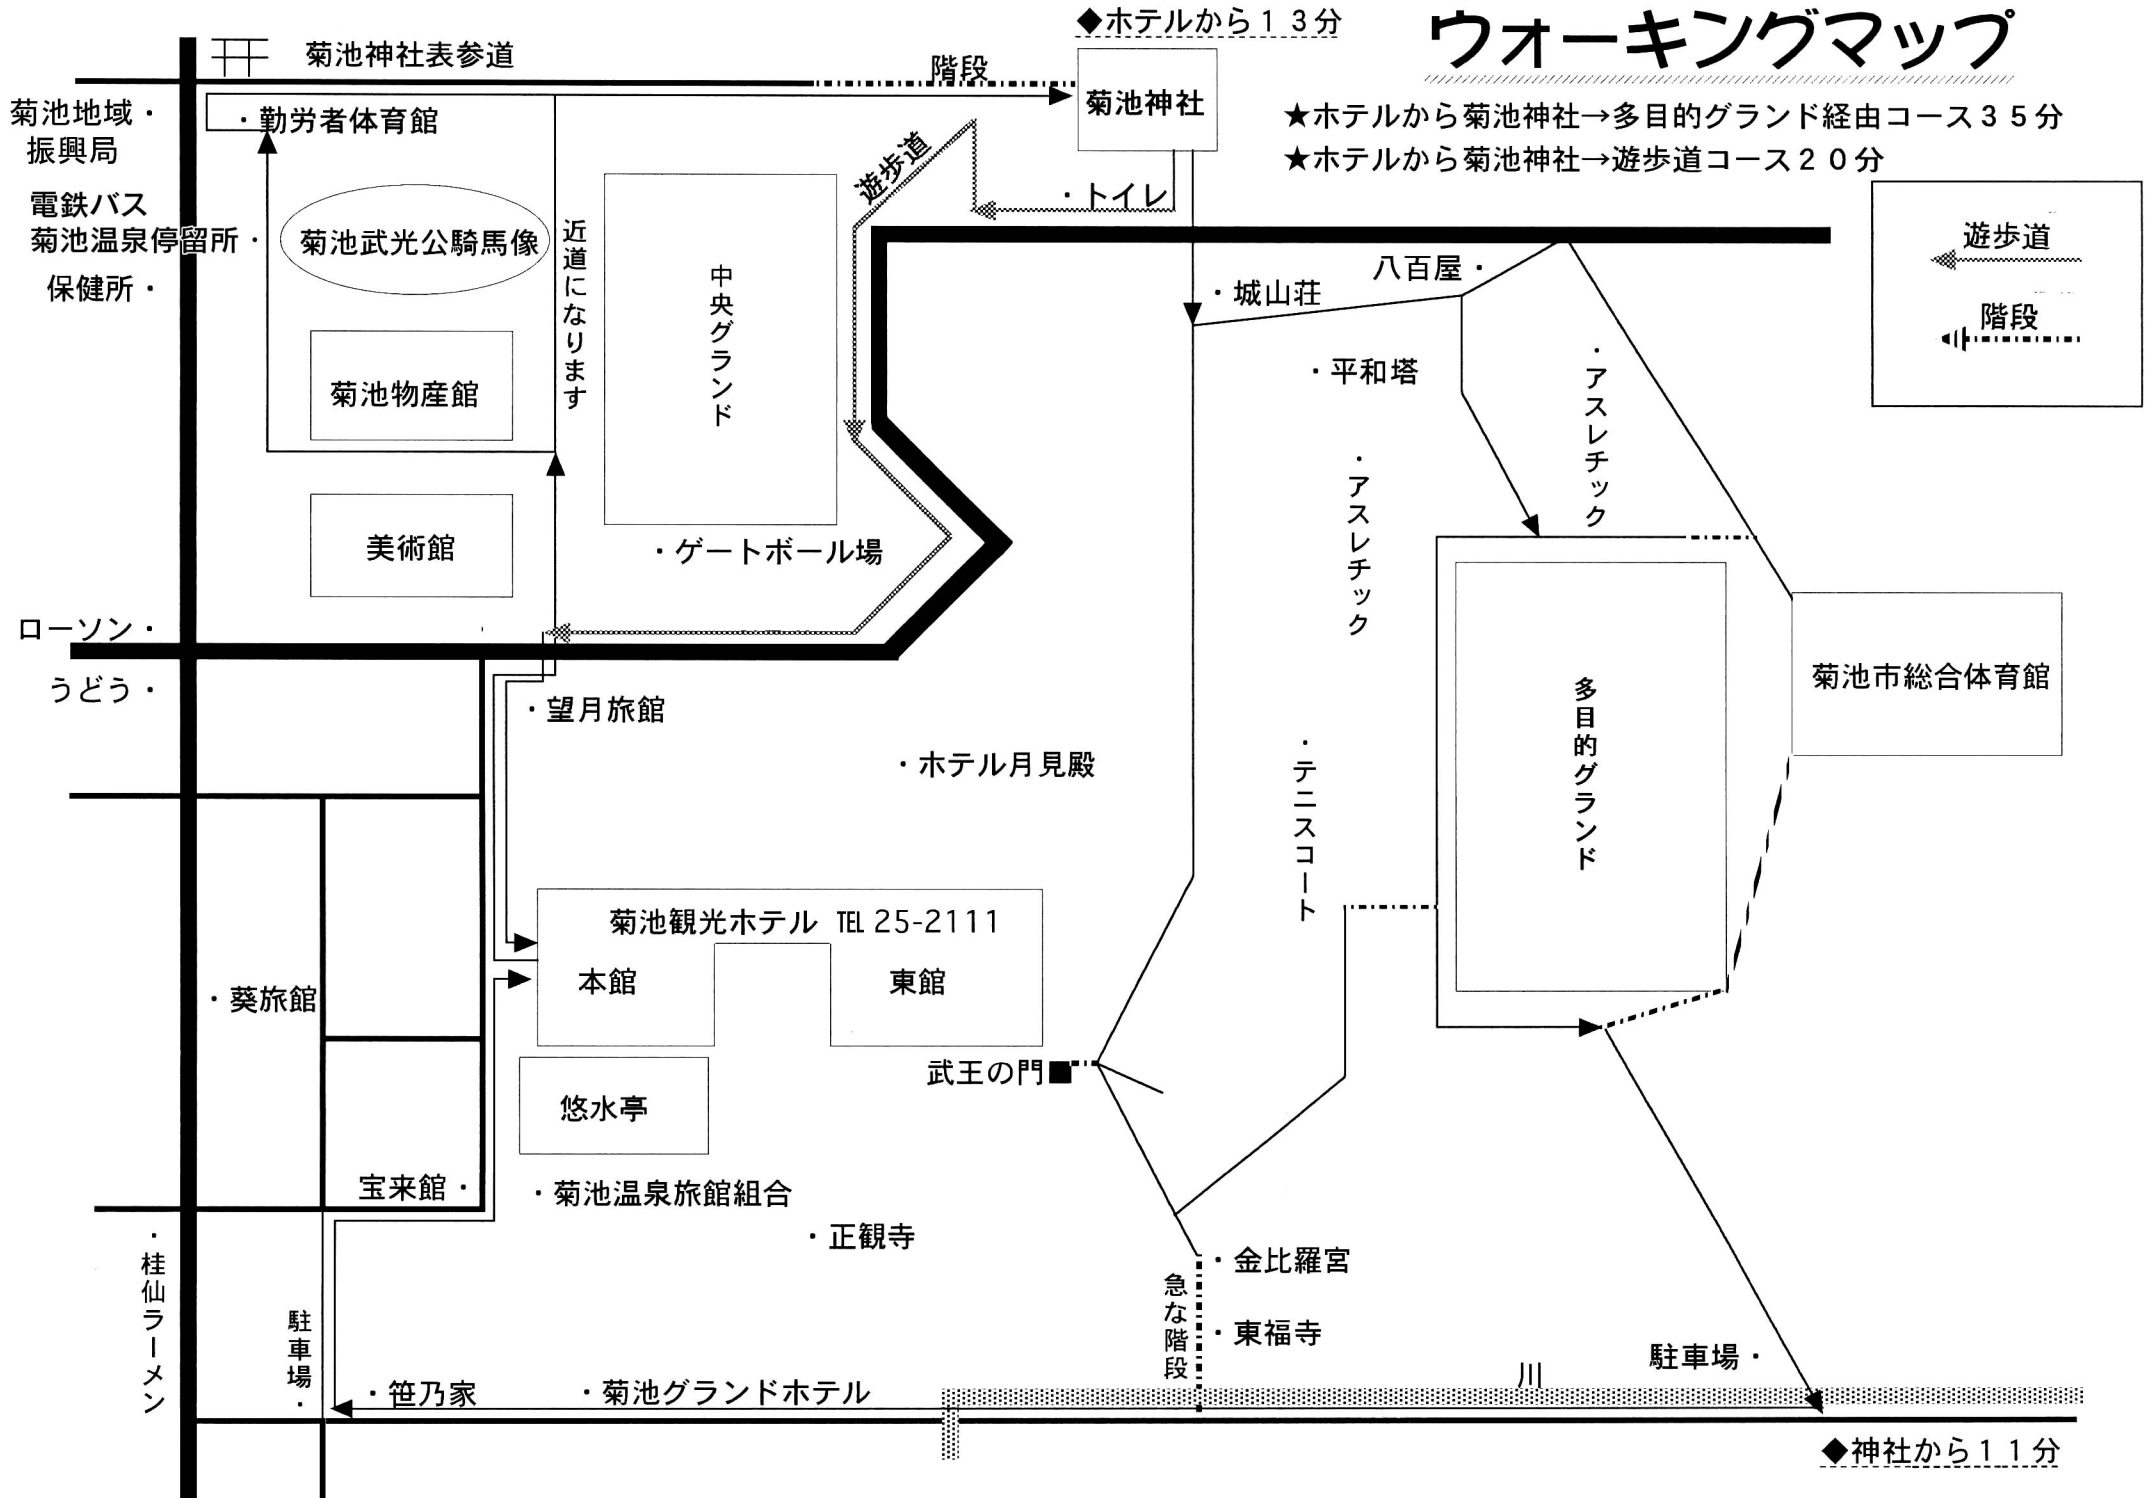 ウォーキングマップ
◆ホテルから13分
★ホテルから菊池神社→多目的グランド経由コース35分
★ホテルから菊池神社→遊歩道コース20分
菊池神社表参道
階段
菊池神社
菊池地域・
振興局
・勤労者体育館
遊歩道
・トイレ
電鉄バス
菊池温泉停留所・
保健所・
菊池武光公騎馬像
近道になります
中央グランド
遊歩道
階段
八百屋・
・城山荘
・平和塔
・アスレチック
菊池物産館
・アスレチック
美術館
・ゲートボール場
ローソン・
うどう・
・望月旅館
・ホテル月見殿
・テニスコート
多目的グランド
菊池市総合体育館
菊池観光ホテル ℡ 25-2111
本館
東館
・葵旅館
武王の門■
悠水亭
宝来館・
・菊池温泉旅館組合
・正観寺
・金比羅宮
急な階段
・東福寺
・桂仙ラーメン
駐車場・
・笹乃家
・菊池グランドホテル
川
駐車場・
◆神社から11分